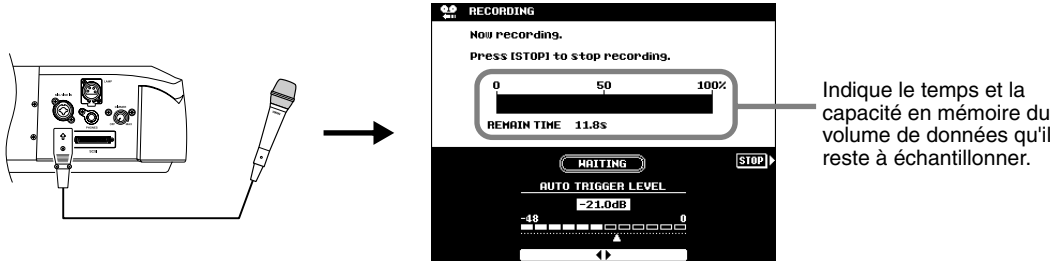 RECORDING
Now recording.
Press [STOP] to stop recording.
0 50 100%
REMAIN TIME 11.8s
WAITING
STOP
AUTO TRIGGER LEVEL
-21.0dB
-48 0
Indique le temps et la
capacité en mémoire du
volume de données qu'il
reste à échantillonner.
LAMP
PHONES